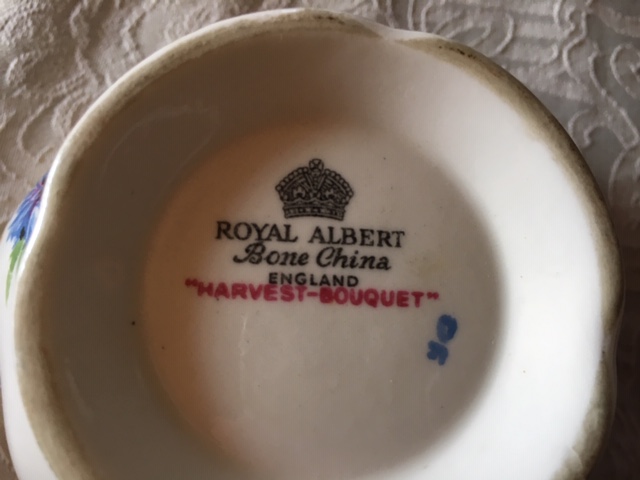 ROYAL ALBERT
Bone China
ENGLAND
"HARVEST-BOUQUET"